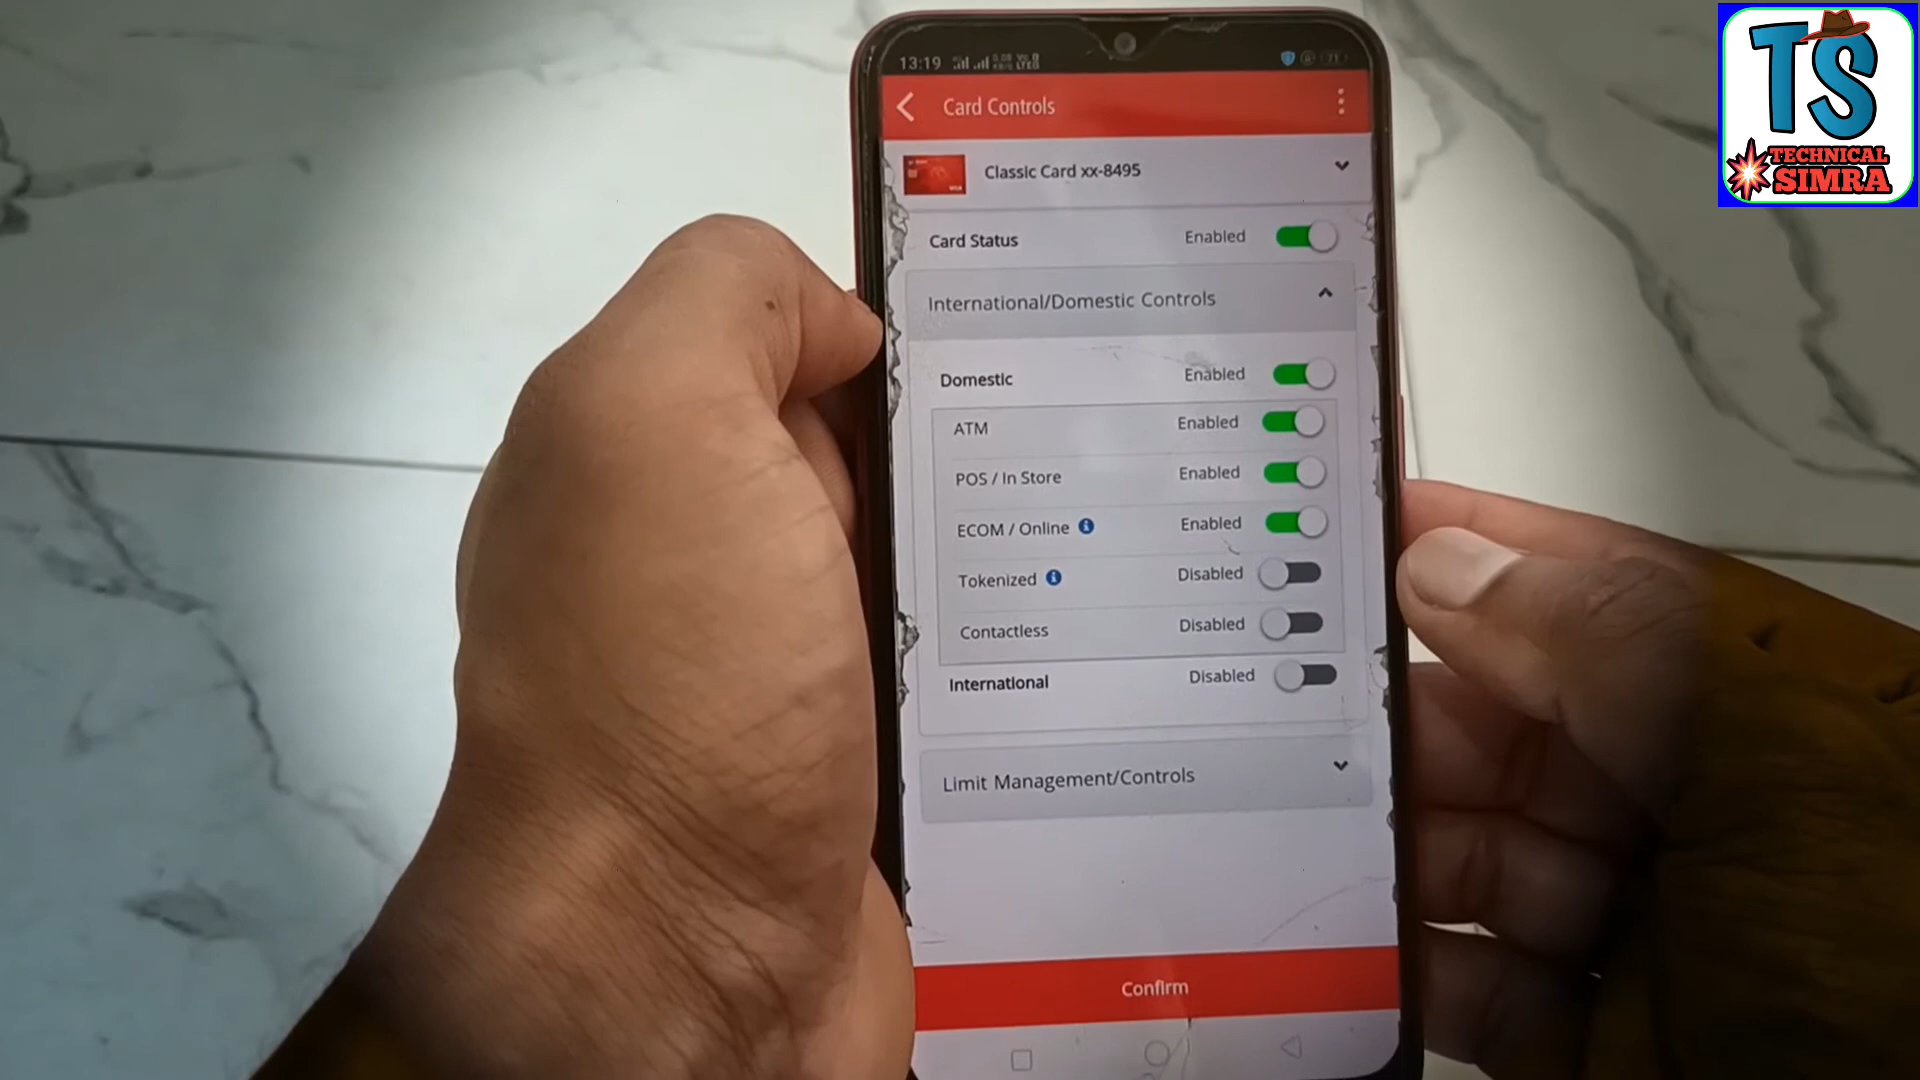 13:19
Card Controls
Classic Card xx-8495
Card Status Enabled
International/Domestic Controls
Domestic Enabled
ATM Enabled
POS / In Store Enabled
ECOM / Online Enabled
Tokenized Disabled
Contactless Disabled
International Disabled
Limit Management/Controls
Confirm
TS
TECHNICAL
SIMRA